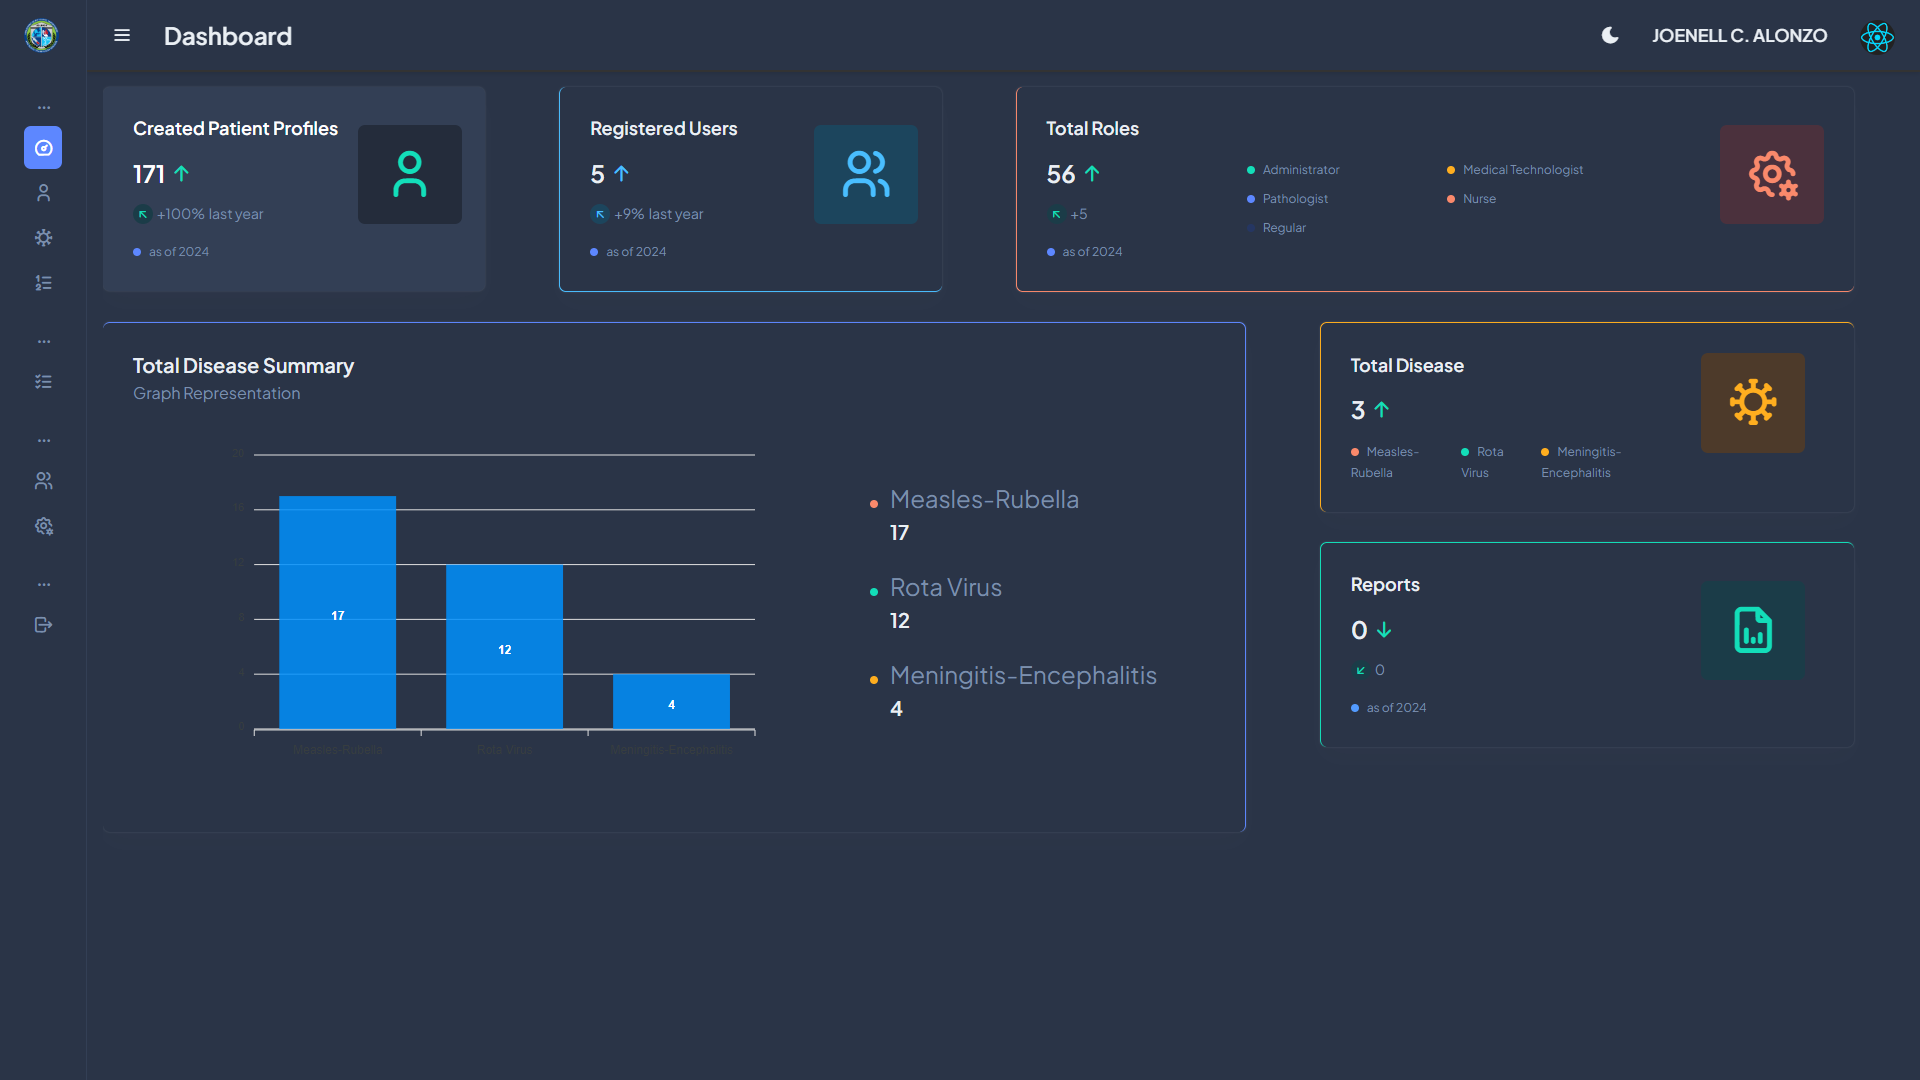 Dashboard
JOENELL C. ALONZO
Created Patient Profiles
171
+100% last year
as of 2024
Registered Users
5
+9% last year
as of 2024
Total Roles
56
+5
as of 2024
Administrator
Medical Technologist
Pathologist
Nurse
Regular
Total Disease Summary
Graph Representation
20
16
12
8
4
0
17
12
4
Measles-Rubella
Rota Virus
Meningitis-Encephalitis
Measles-Rubella
17
Rota Virus
12
Meningitis-Encephalitis
4
Total Disease
3
Measles-
Rubella
Rota
Virus
Meningitis-
Encephalitis
Reports
0
0
as of 2024